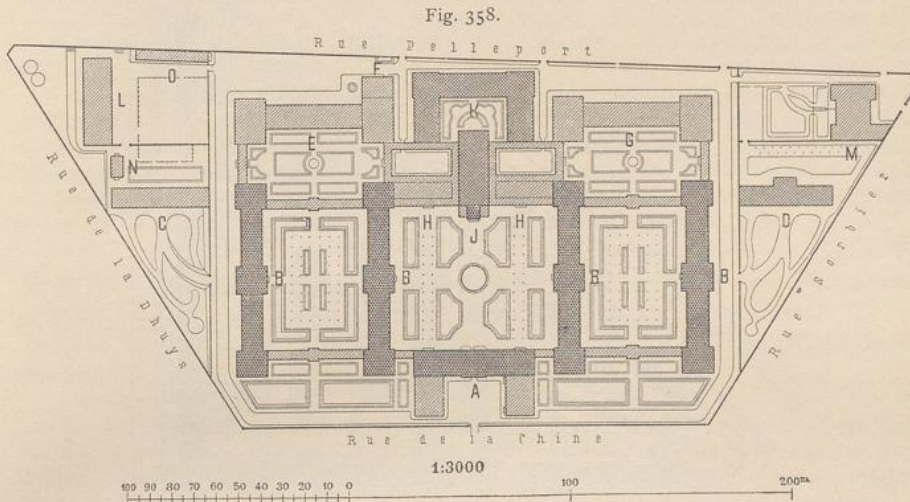 Fig. 358.
Rue Pelleport
F
O
L
K
E
G
N
M
Rue de la Dhuys
Rue Sorbier
C
H
J
H
D
B
B
B
B
A
Rue de la Chine
1:3000
100 90 80 70 60 50 40 30 20 10 0 100 200m